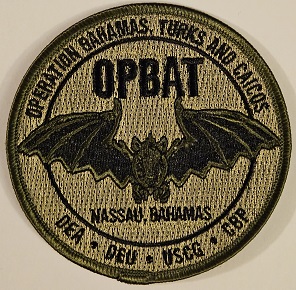 OPERATION BAHAMAS, TURKS AND CAICOS
OPBAT
NASSAU, BAHAMAS
DEA • DEU • USCG • CBP